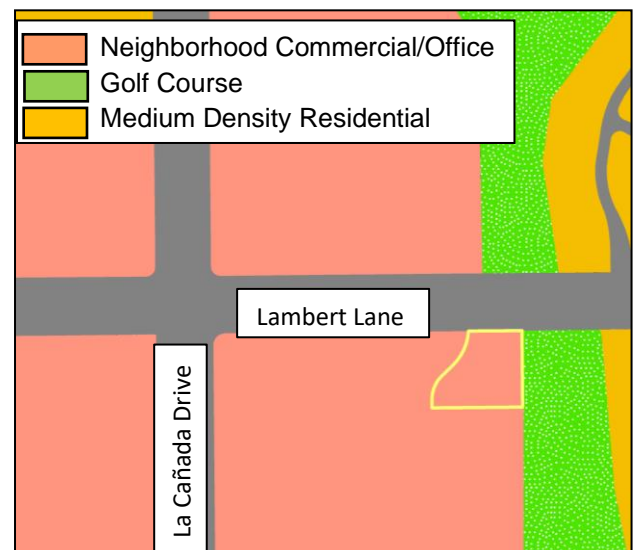 Neighborhood Commercial/Office
Golf Course
Medium Density Residential
Lambert Lane
La Cañada Drive